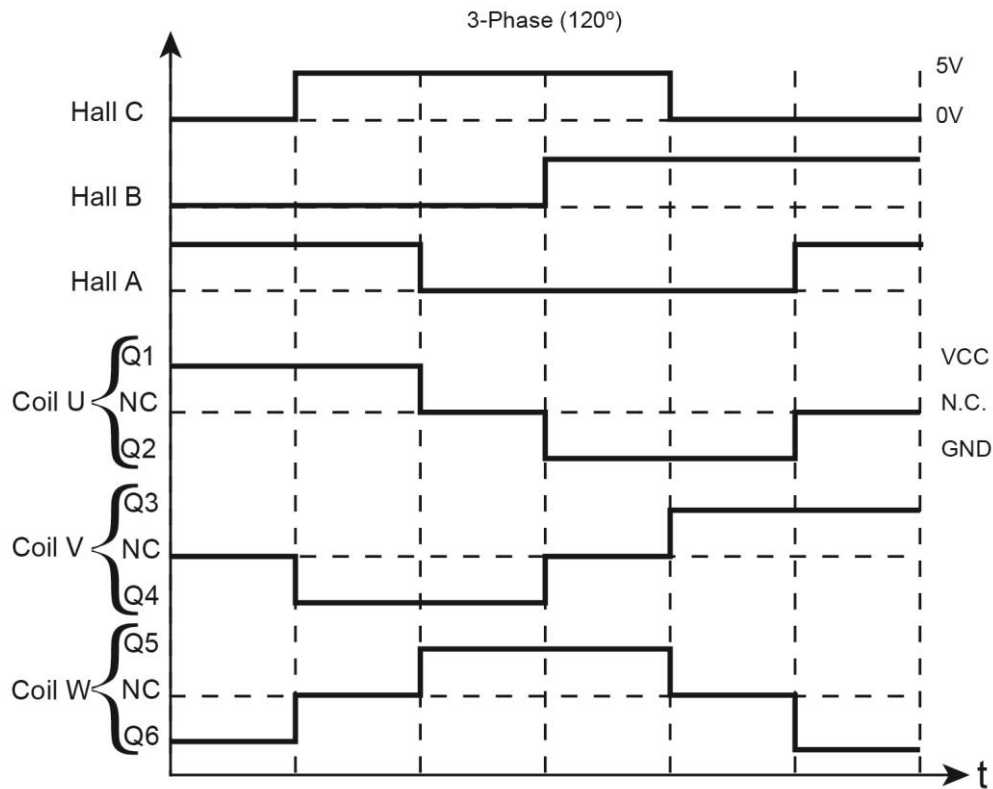 3-Phase (120º)
Hall C
5V
0V
Hall B
Hall A
Coil U
Q1
NC
Q2
VCC
N.C.
GND
Coil V
Q3
NC
Q4
Coil W
Q5
NC
Q6
t